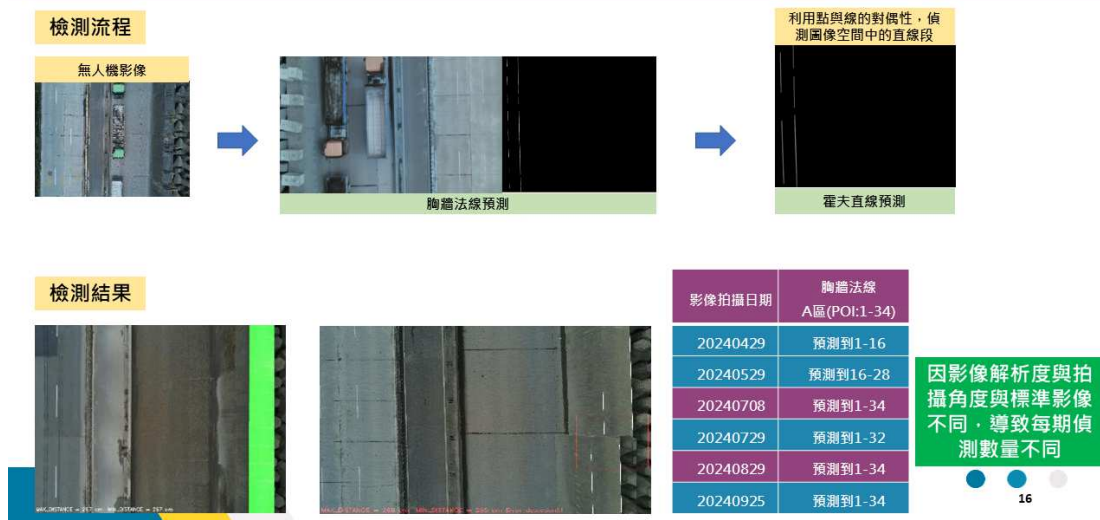 檢測流程
無人機影像
胸牆法線預測
利用點與線的對偶性，偵
測圖像空間中的直線段
霍夫直線預測
檢測結果
影像拍攝日期
胸牆法線
A區(POI:1-34)
20240429
預測到1-16
20240529
預測到16-28
20240708
預測到1-34
20240729
預測到1-32
20240829
預測到1-34
20240925
預測到1-34
因影像解析度與拍
攝角度與標準影像
不同，導致每期偵
測數量不同
16